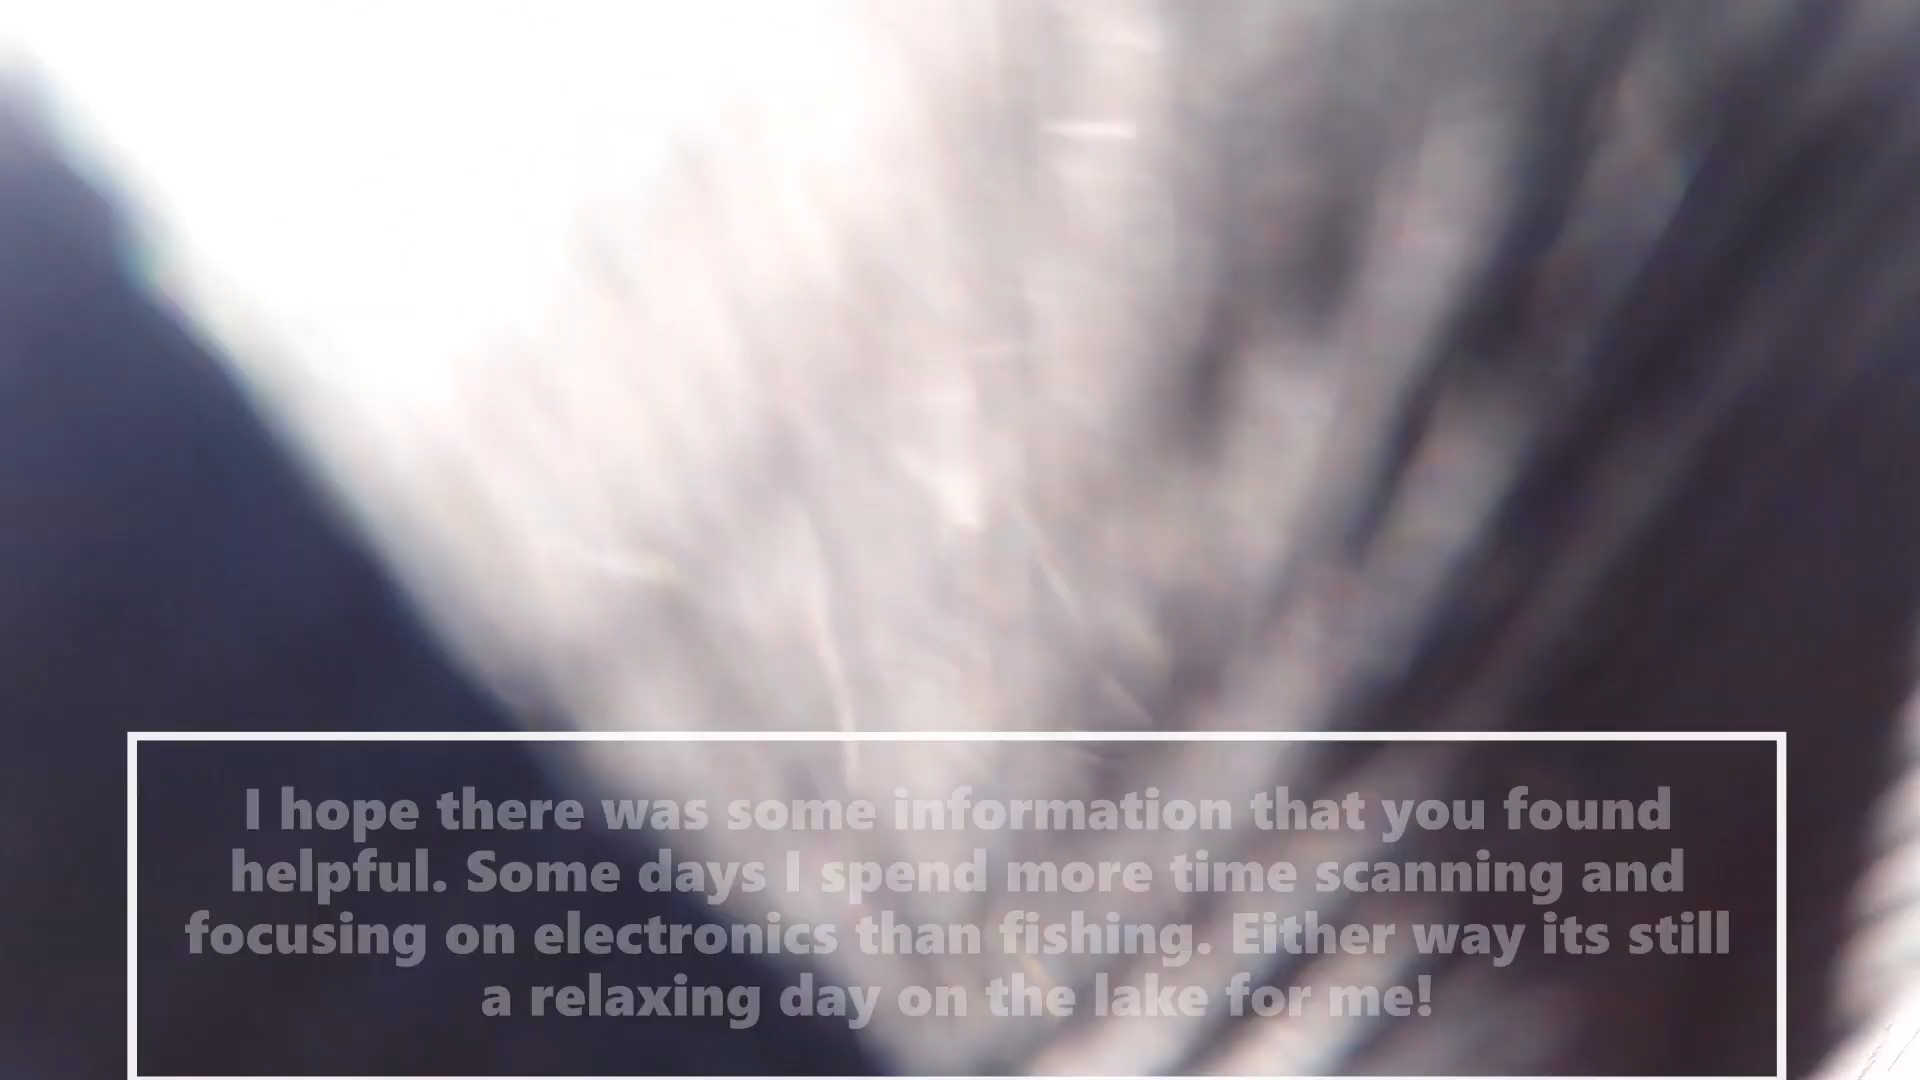 I hope there was some information that you found
helpful. Some days I spend more time scanning and
focusing on electronics than fishing. Either way its still
a relaxing day on the lake for me!